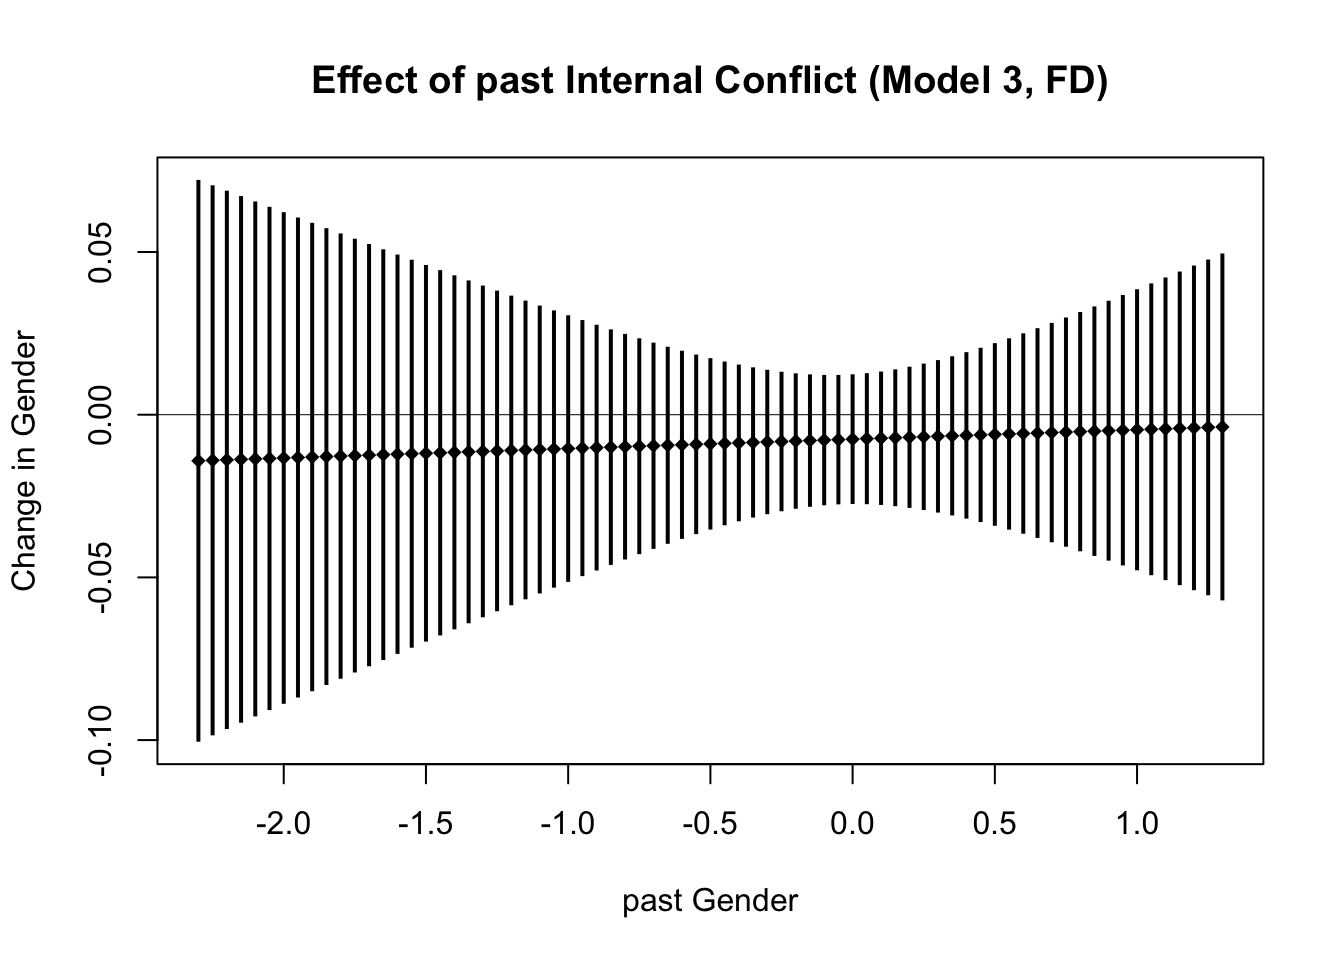 Effect of past Internal Conflict (Model 3, FD)
Change in Gender
0.05
0.00
-0.05
-0.10
-2.0 -1.5 -1.0 -0.5 0.0 0.5 1.0
past Gender